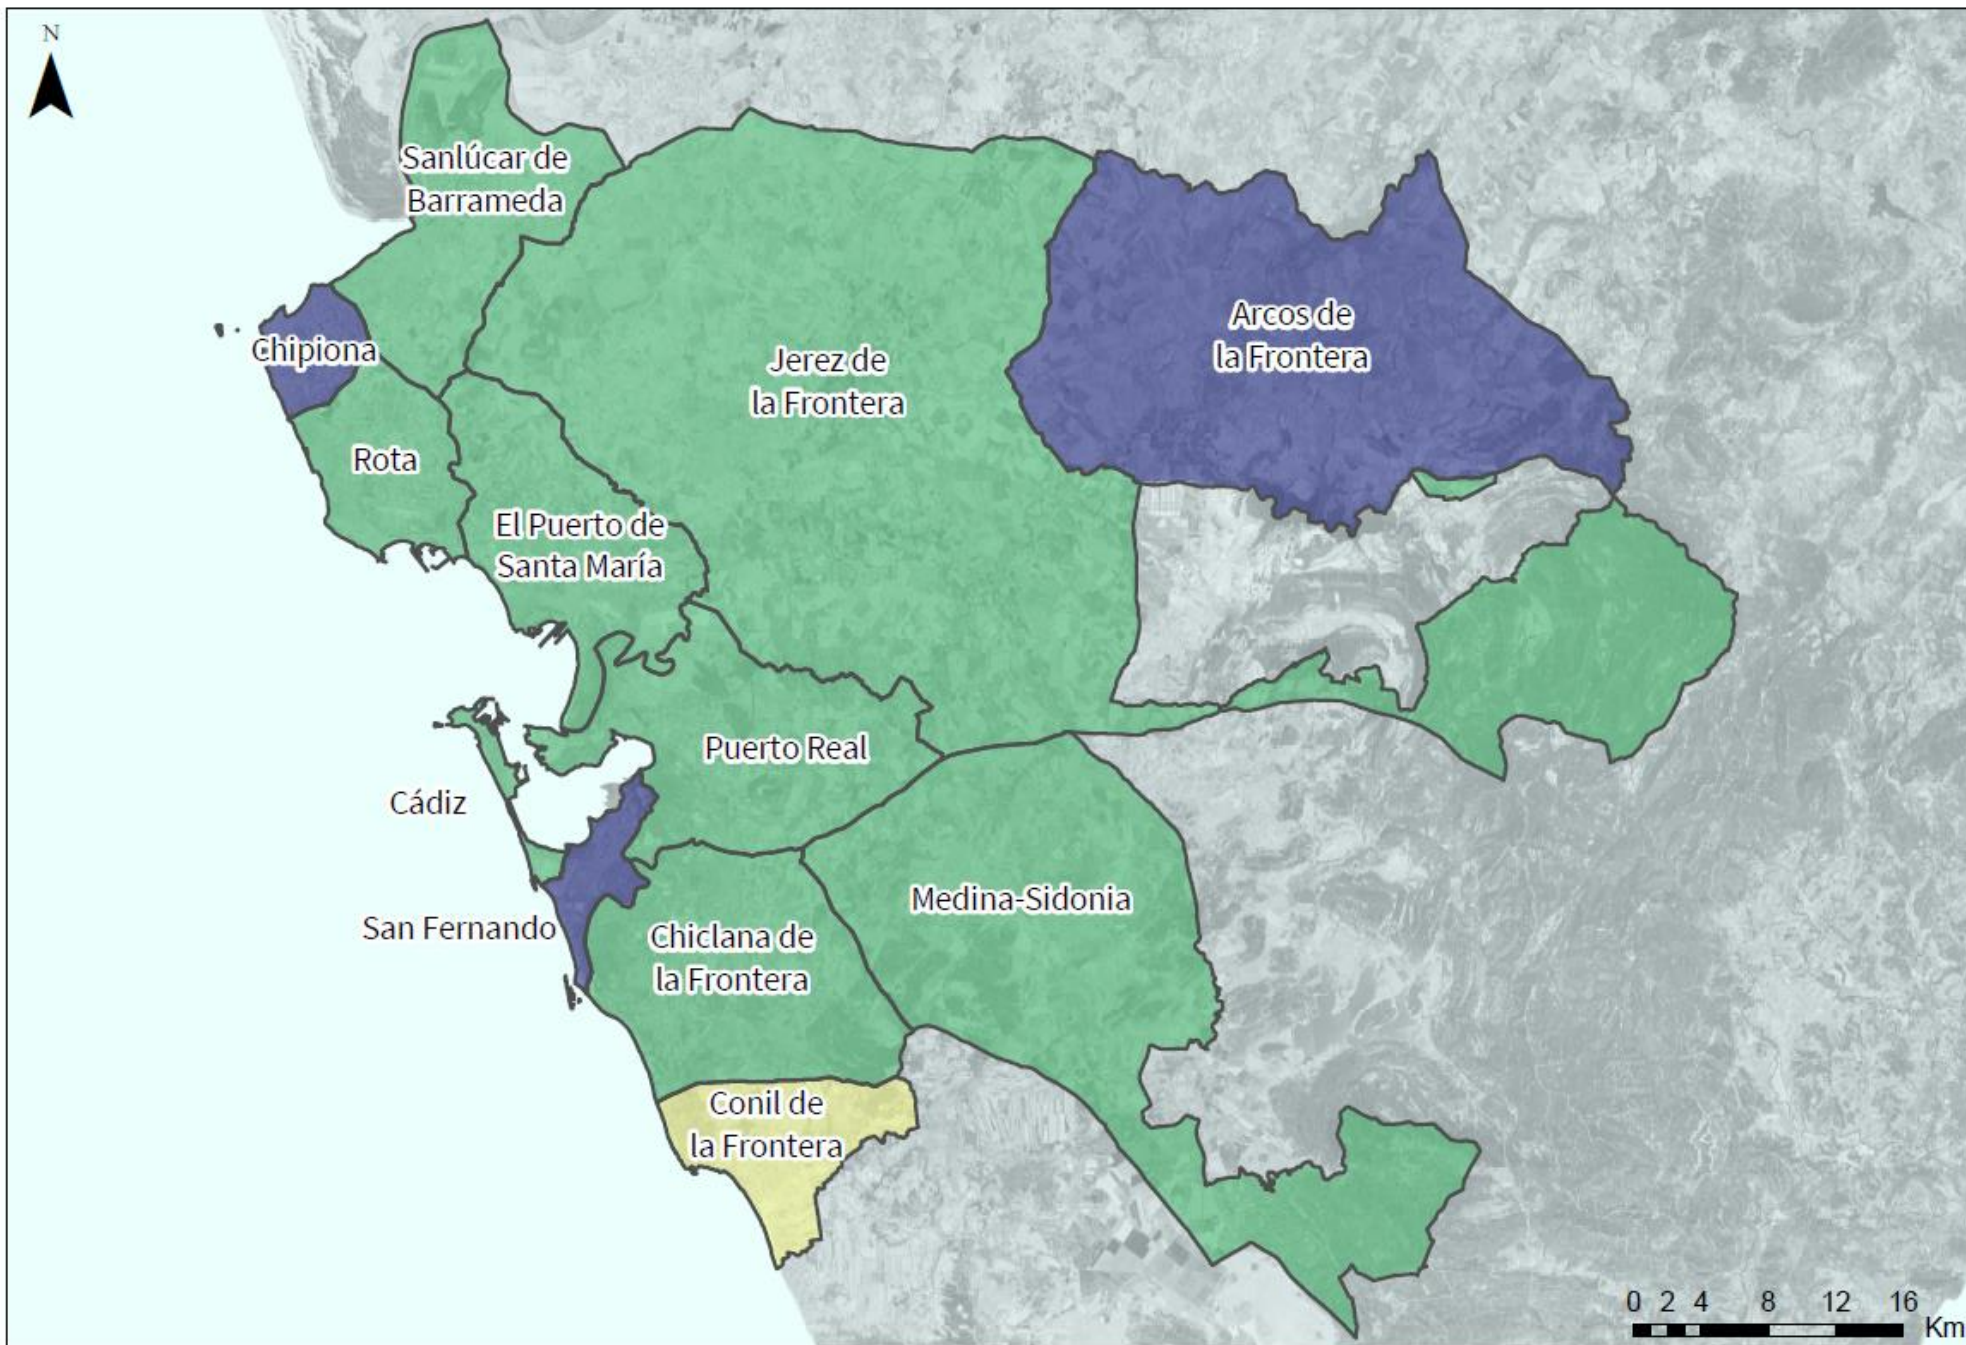 N
Sanlúcar de
Barrameda
Chipiona
Jerez de
la Frontera
Arcos de
la Frontera
Rota
El Puerto de
Santa María
Puerto Real
Cádiz
Medina-Sidonia
San Fernando
Chiclana de
la Frontera
Conil de
la Frontera
0 2 4 8 12 16
Km